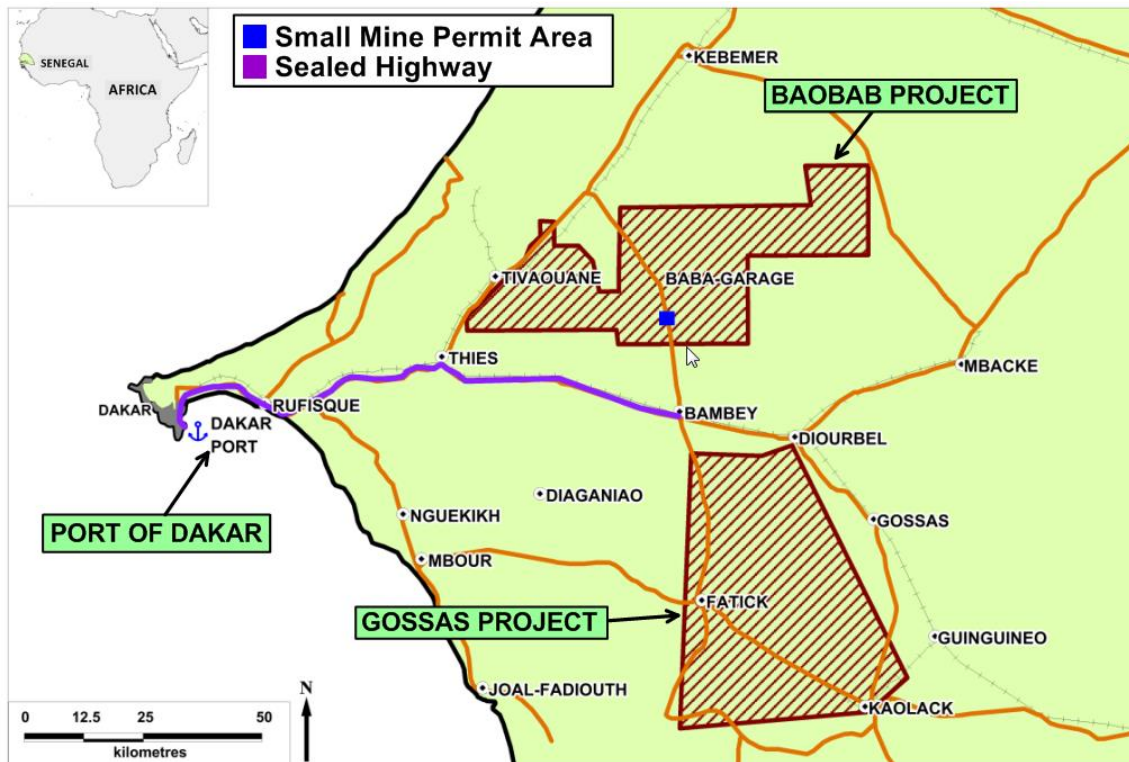 SENEGAL
AFRICA
Small Mine Permit Area
Sealed Highway
KEBEMER
BAOBAB PROJECT
TIVAOUANE
BABA-GARAGE
THIES
MBACKE
DAKAR
RUFISQUE
BAMBEY
DAKAR
PORT
DIOURBEL
DIAGANIAO
PORT OF DAKAR
NGUEKIKH
GOSSAS
MBOUR
FATICK
GOSSAS PROJECT
GUINGUINEO
JOAL-FADIOUTH
KAOLACK
N
0 12.5 25 50
kilometres